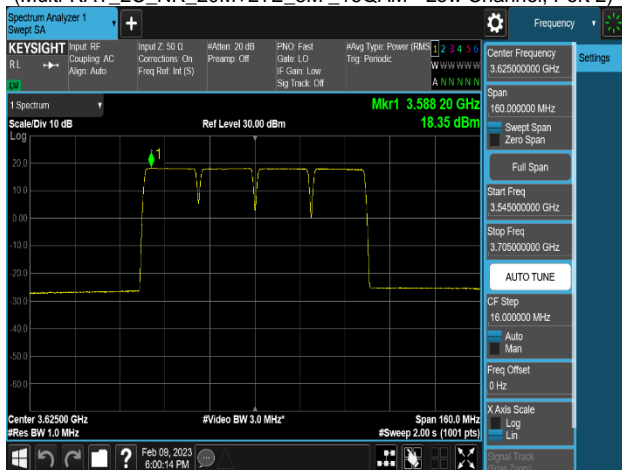 Spectrum Analyzer 1
Swept SA
Frequency
KEYSIGHT
RL
LXI
Input: RF
Coupling: AC
Align: Auto
Input Z: 50 Ω
Corrections: On
Freq Ref: Int (S)
#Atten: 20 dB
Preamp: Off
PNO: Fast
Gate: LO
IF Gain: Low
Sig Track: Off
#Avg Type: Power (RMS
Trig: Periodic
1 2 3 4 5 6
W W W W W W
A N N N N N
1 Spectrum
Scale/Div 10 dB
Ref Level 30.00 dBm
Mkr1 3.588 20 GHz
18.35 dBm
Log
1
20.0
10.0
0.00
-10.0
-20.0
-30.0
-40.0
-50.0
-60.0
Center 3.62500 GHz
#Res BW 1.0 MHz
#Video BW 3.0 MHz*
Span 160.0 MHz
#Sweep 2.00 s (1001 pts)
Feb 09, 2023
6:00:14 PM
Center Frequency
3.625000000 GHz
Span
160.000000 MHz
Swept Span
Zero Span
Full Span
Start Freq
3.545000000 GHz
Stop Freq
3.705000000 GHz
AUTO TUNE
CF Step
16.000000 MHz
Auto
Man
Freq Offset
0 Hz
X Axis Scale
Log
Lin
Signal Track
(Span Zoom)
Settings